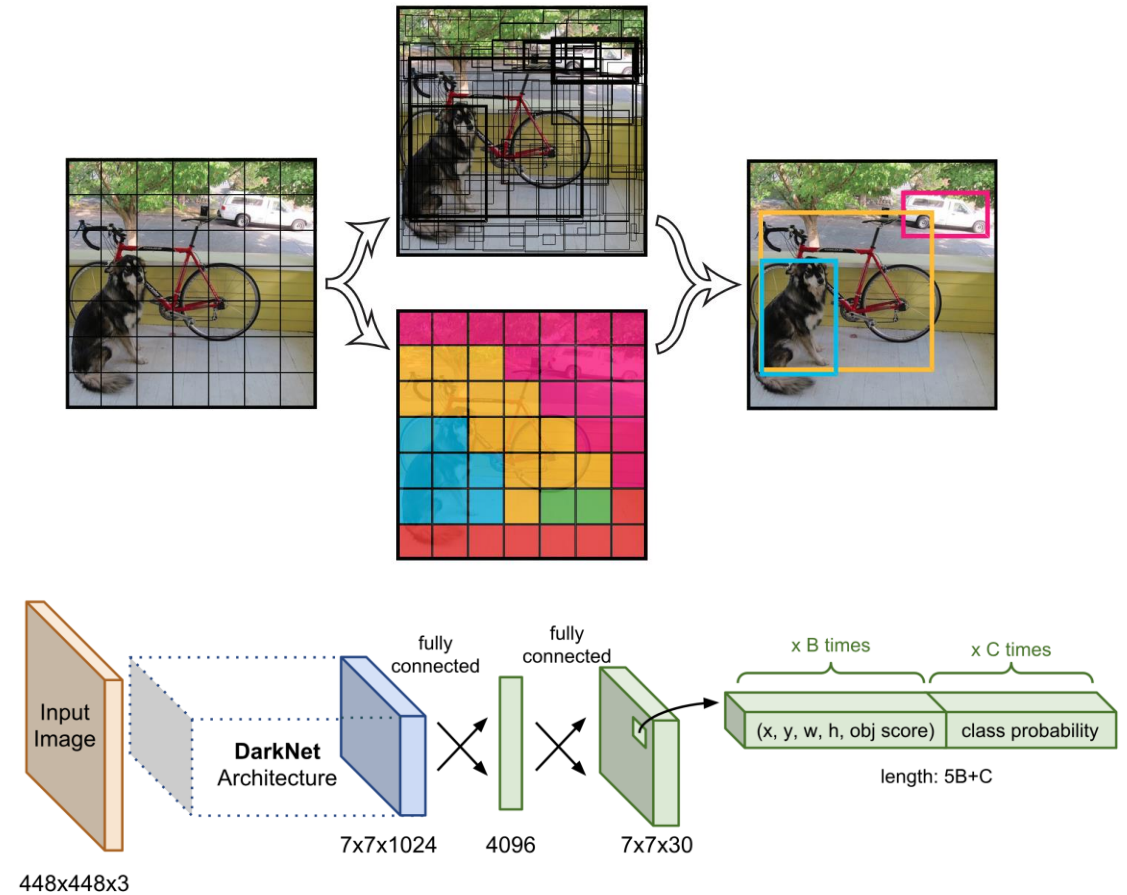 fully
connected
fully
connected
x B times
x C times
Input
Image
DarkNet
Architecture
(x, y, w, h, obj score)
class probability
length: 5B+C
7x7x1024
4096
7x7x30
448x448x3